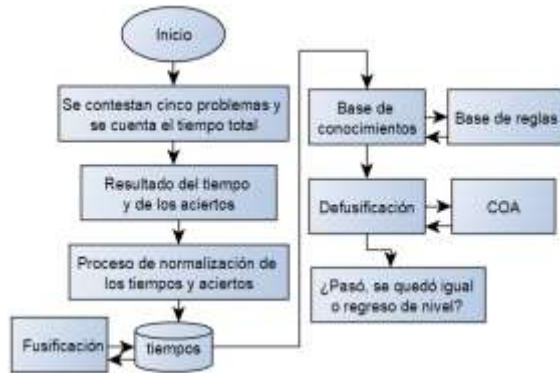 Inicio
Se contestan cinco problemas y
se cuenta el tiempo total
Resultado del tiempo
y de los aciertos
Proceso de normalización de
los tiempos y aciertos
Fusificación
tiempos
Base de
conocimientos
Base de reglas
Defusificación
COA
¿Pasó, se quedó igual
o regreso de nivel?